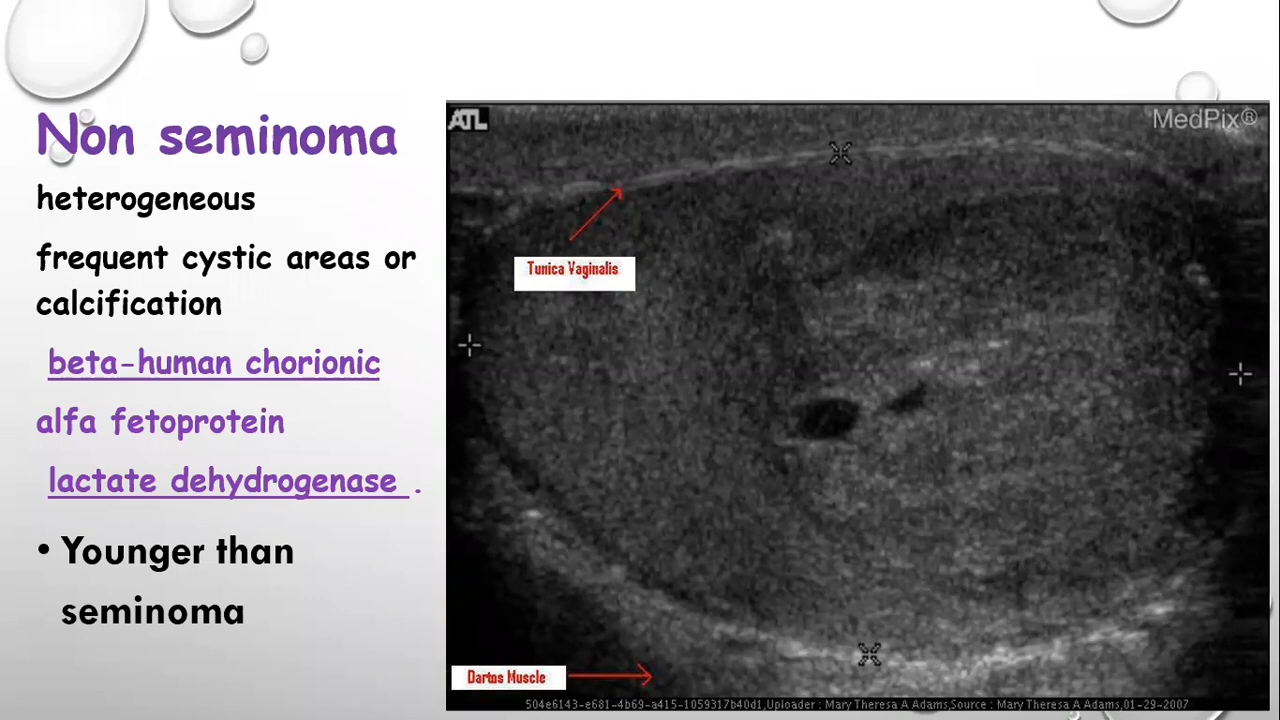 Non seminoma
heterogeneous
frequent cystic areas or
calcification
beta-human chorionic
alfa fetoprotein
lactate dehydrogenase .
• Younger than
seminoma
ATL
MedPix®
Tunica Vaginalis
Dartos Muscle
504e6143-e681-4b69-a415-1059317b40d1,Uploader : Mary Theresa A Adams,Source : Mary Theresa A Adams,01-29-2007